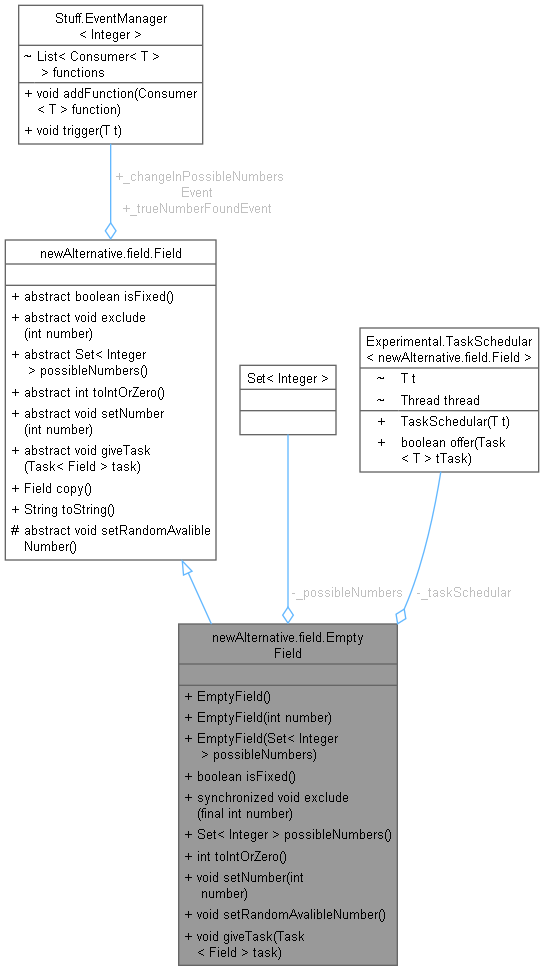 Stuff.EventManager
< Integer >
~ List< Consumer< T >
> functions
+ void addFunction(Consumer
< T > function)
+ void trigger(T t)
+_changeInPossibleNumbers
Event
+_trueNumberFoundEvent
newAlternative.field.Field
+ abstract boolean isFixed()
+ abstract void exclude
(int number)
+ abstract Set< Integer
> possibleNumbers()
+ abstract int toIntOrZero()
+ abstract void setNumber
(int number)
+ abstract void giveTask
(Task< Field > task)
+ Field copy()
+ String toString()
# abstract void setRandomAvalible
Number()
Set< Integer >
Experimental.TaskSchedular
< newAlternative.field.Field >
~ T t
~ Thread thread
+ TaskSchedular(T t)
+ boolean offer(Task
< T > tTask)
-_possibleNumbers
-_taskSchedular
newAlternative.field.Empty
Field
+ EmptyField()
+ EmptyField(int number)
+ EmptyField(Set< Integer
> possibleNumbers)
+ boolean isFixed()
+ synchronized void exclude
(final int number)
+ Set< Integer > possibleNumbers()
+ int toIntOrZero()
+ void setNumber(int
number)
+ void setRandomAvalibleNumber()
+ void giveTask(Task
< Field > task)